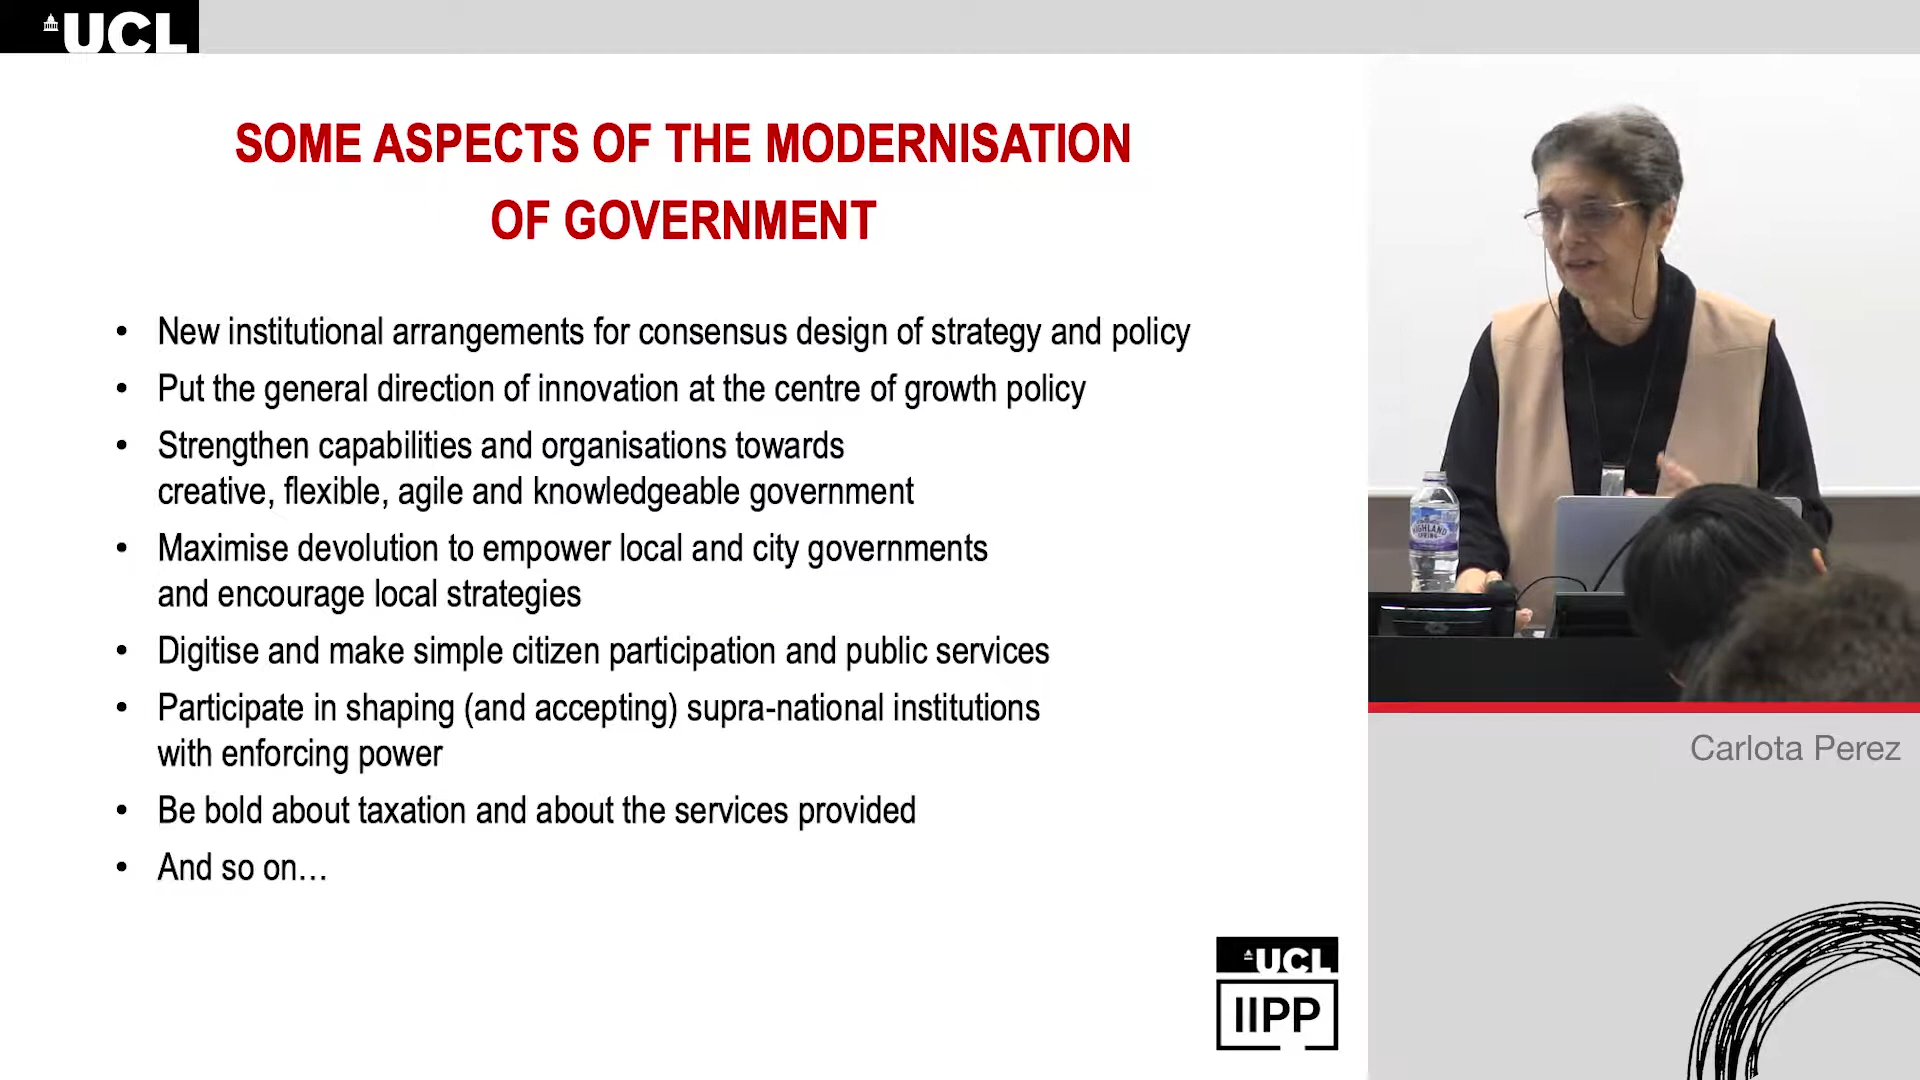 UCL
SOME ASPECTS OF THE MODERNISATION
OF GOVERNMENT
• New institutional arrangements for consensus design of strategy and policy
• Put the general direction of innovation at the centre of growth policy
• Strengthen capabilities and organisations towards
creative, flexible, agile and knowledgeable government
• Maximise devolution to empower local and city governments
and encourage local strategies
• Digitise and make simple citizen participation and public services
• Participate in shaping (and accepting) supra-national institutions
with enforcing power
• Be bold about taxation and about the services provided
• And so on…
UCL
IIPP
HIGHLAND
SPRING
Carlota Perez